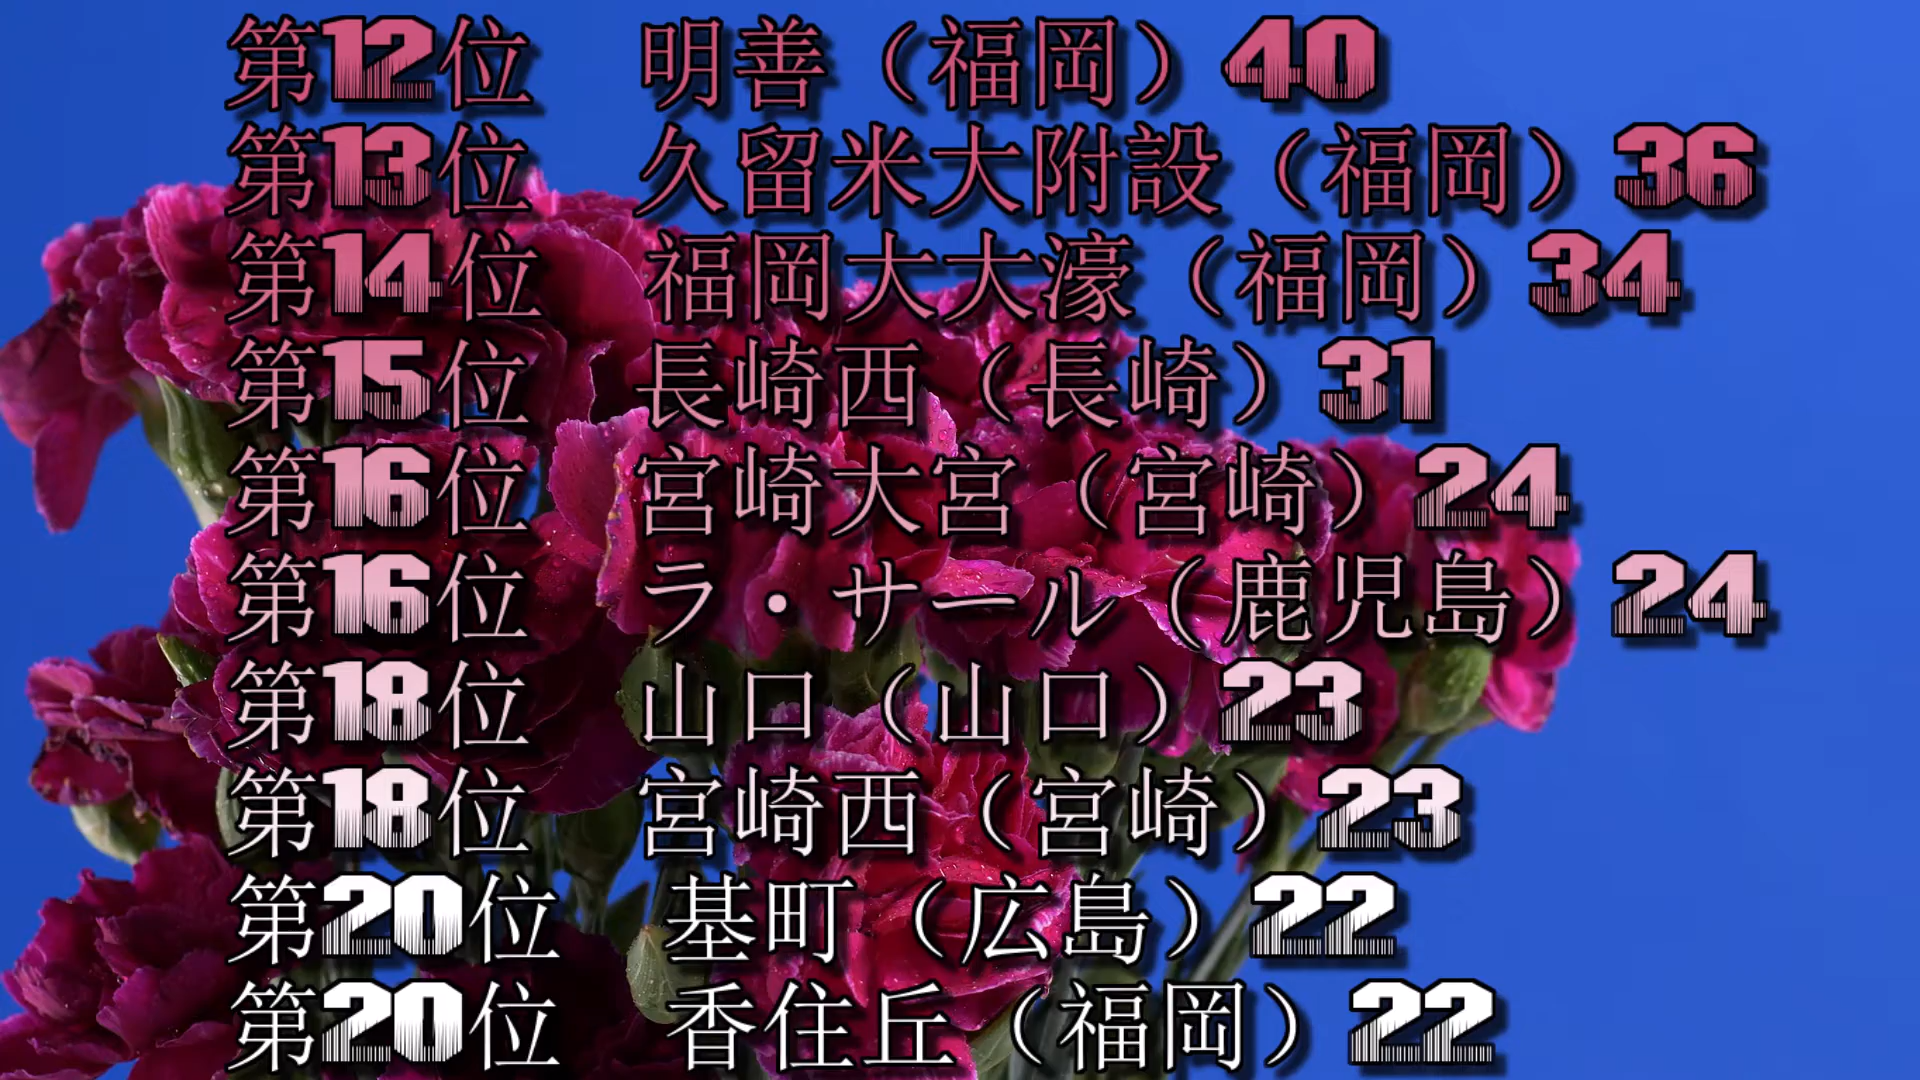 第12位　明善（福岡）40
第13位　久留米大附設（福岡）36
第14位　福岡大大濠（福岡）34
第15位　長崎西（長崎）31
第16位　宮崎大宮（宮崎）24
第16位　ラ・サール（鹿児島）24
第18位　山口（山口）23
第18位　宮崎西（宮崎）23
第20位　基町（広島）22
第20位　香住丘（福岡）22